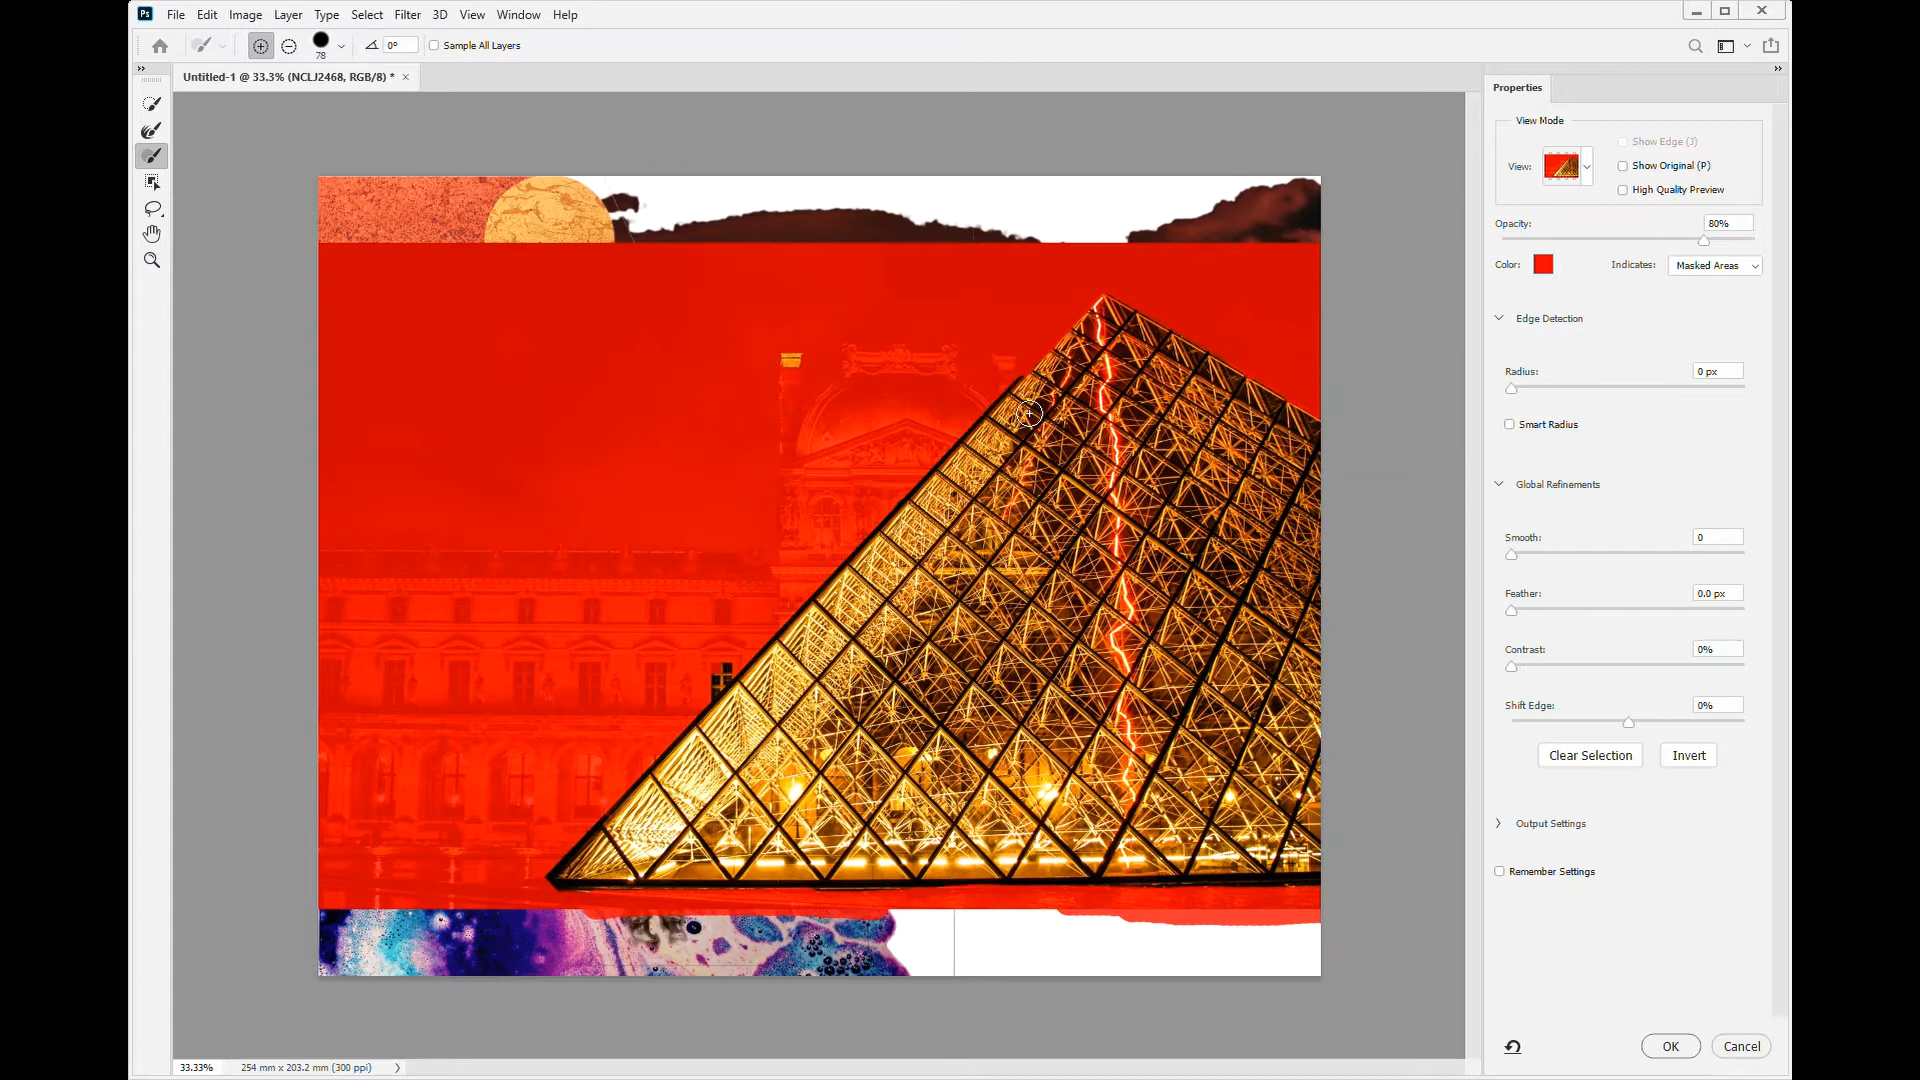 Ps File Edit Image Layer Type Select Filter 3D View Window Help
78 0° Sample All Layers
Untitled-1 @ 33.3% (NCLJ2468, RGB/8) * ×
Properties
View Mode
Show Edge (J)
View: Show Original (P)
High Quality Preview
Opacity: 80%
Color: Indicates: Masked Areas
Edge Detection
Radius: 0 px
Smart Radius
Global Refinements
Smooth: 0
Feather: 0.0 px
Contrast: 0%
Shift Edge: 0%
Clear Selection Invert
Output Settings
Remember Settings
OK Cancel
33.33% 254 mm x 203.2 mm (300 ppi)